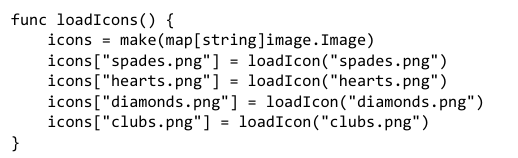 func loadIcons() {
    icons = make(map[string]image.Image)
    icons["spades.png"] = loadIcon("spades.png")
    icons["hearts.png"] = loadIcon("hearts.png")
    icons["diamonds.png"] = loadIcon("diamonds.png")
    icons["clubs.png"] = loadIcon("clubs.png")
}